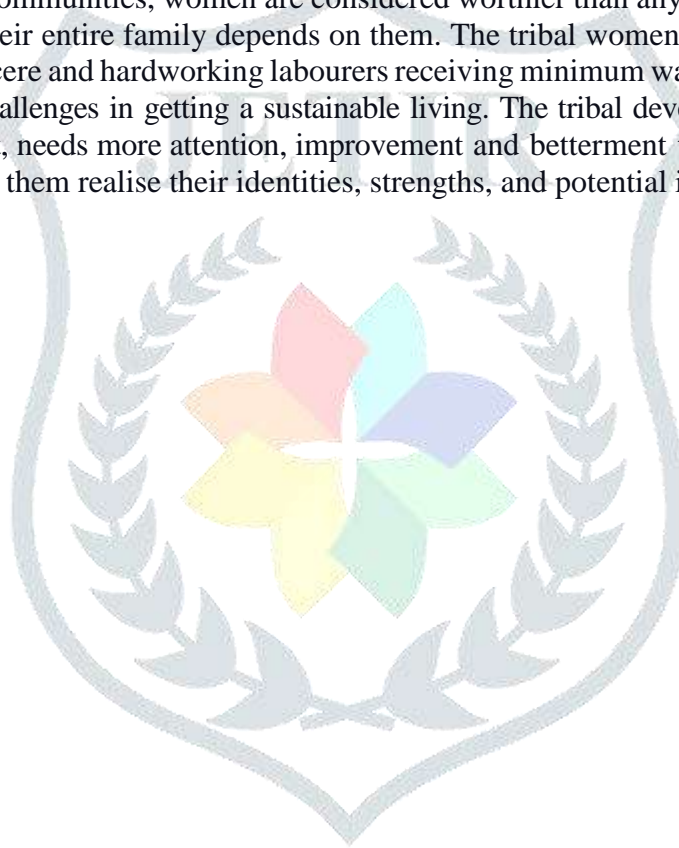 ommunities, women are considered worthier than any
eir entire family depends on them. The tribal women
cere and hardworking labourers receiving minimum wa
allenges in getting a sustainable living. The tribal deve
, needs more attention, improvement and betterment
them realise their identities, strengths, and potential i
JETIR